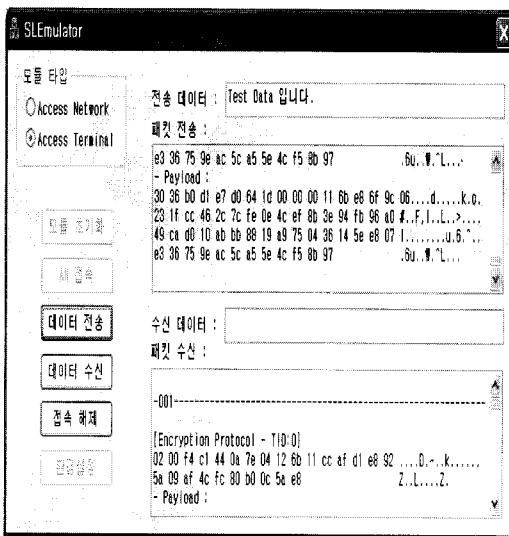 SLEmulator
모듈 타입
Access Network
Access Terminal
전송 데이터 :
Test Data 입니다.
패킷 전송 :
e3 36 75 9e ac 5c a5 5e 4c f5 8b 97 .6u..₩.^L...
- Payload :
30 36 b0 d1 e7 d0 64 1d 00 00 00 11 6b e8 6f 9c 06....d.....k.o.
23 1f cc 46 2c 7c fe 0e 4c ef 8b 3e 94 fb 96 a0 #..F,|..L..>....
49 ca d0 10 ab bb 88 19 a9 75 04 36 14 5e e8 07 I........u.6.^..
e3 36 75 9e ac 5c a5 5e 4c f5 8b 97 .6u..₩.^L...
모듈 초기화
새 접속
데이터 전송
데이터 수신
접속 해제
수신 데이터 :
패킷 수신 :
-001-
[Encryption Protocol - TID:0]
02 00 f4 c1 44 0a 7e 04 12 6b 11 cc af d1 e8 92 ....D.~..k......
5a 09 af 4c fc 80 b0 0c 5a e8 Z..L....Z.
- Payload :